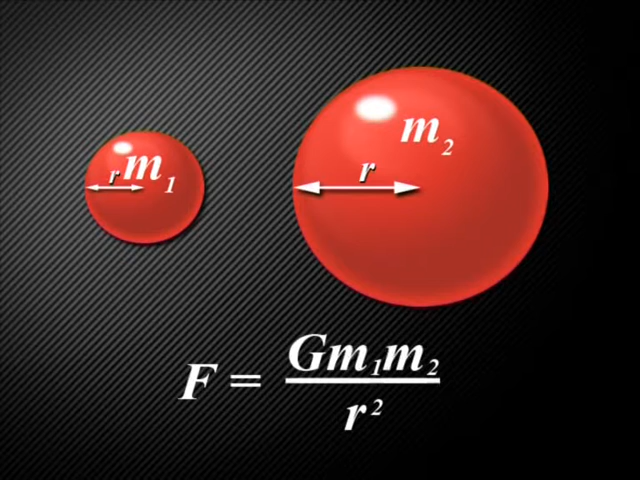 m₂
r
r m₁
F = Gm₁m₂
r²